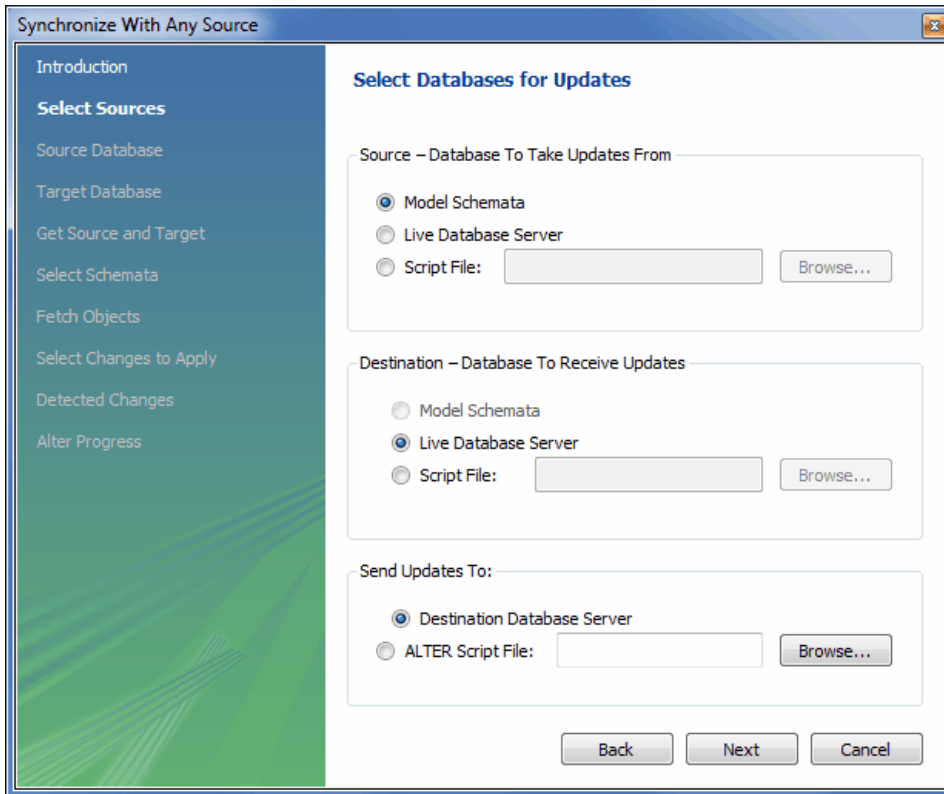 Synchronize With Any Source
Introduction
Select Sources
Source Database
Target Database
Get Source and Target
Select Schemata
Fetch Objects
Select Changes to Apply
Detected Changes
Alter Progress
Select Databases for Updates
Source – Database To Take Updates From
Model Schemata
Live Database Server
Script File: Browse...
Destination – Database To Receive Updates
Model Schemata
Live Database Server
Script File: Browse...
Send Updates To:
Destination Database Server
ALTER Script File: Browse...
Back Next Cancel